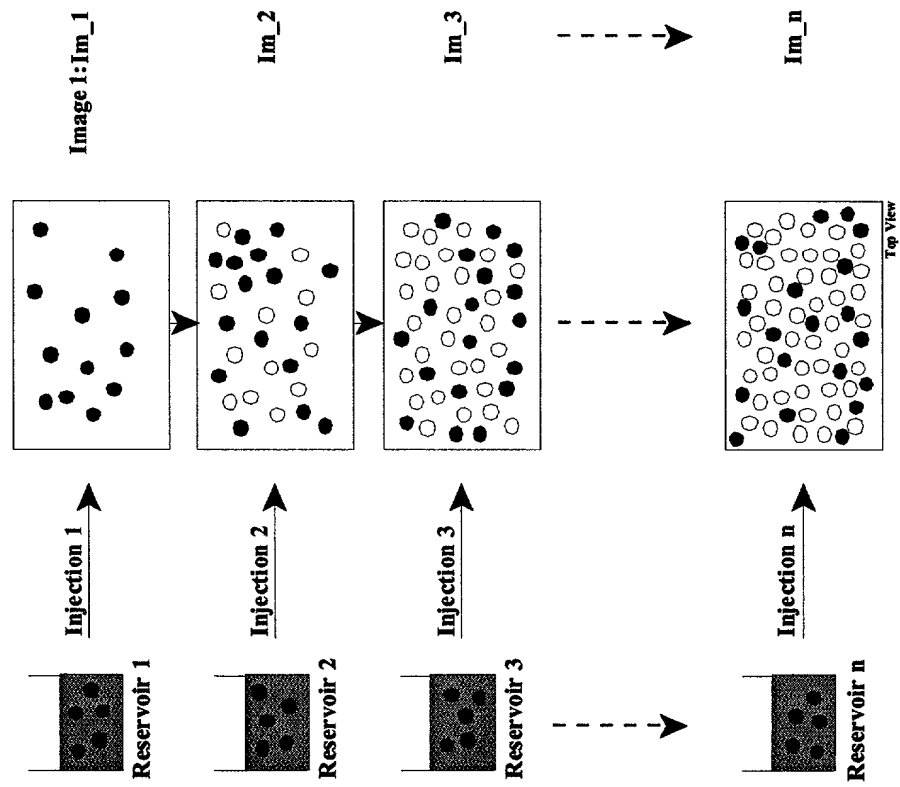 Image 1:Im_1
Im_2
Im_3
Im_n
Top View
Injection 1
Injection 2
Injection 3
Injection n
Reservoir 1
Reservoir 2
Reservoir 3
Reservoir n